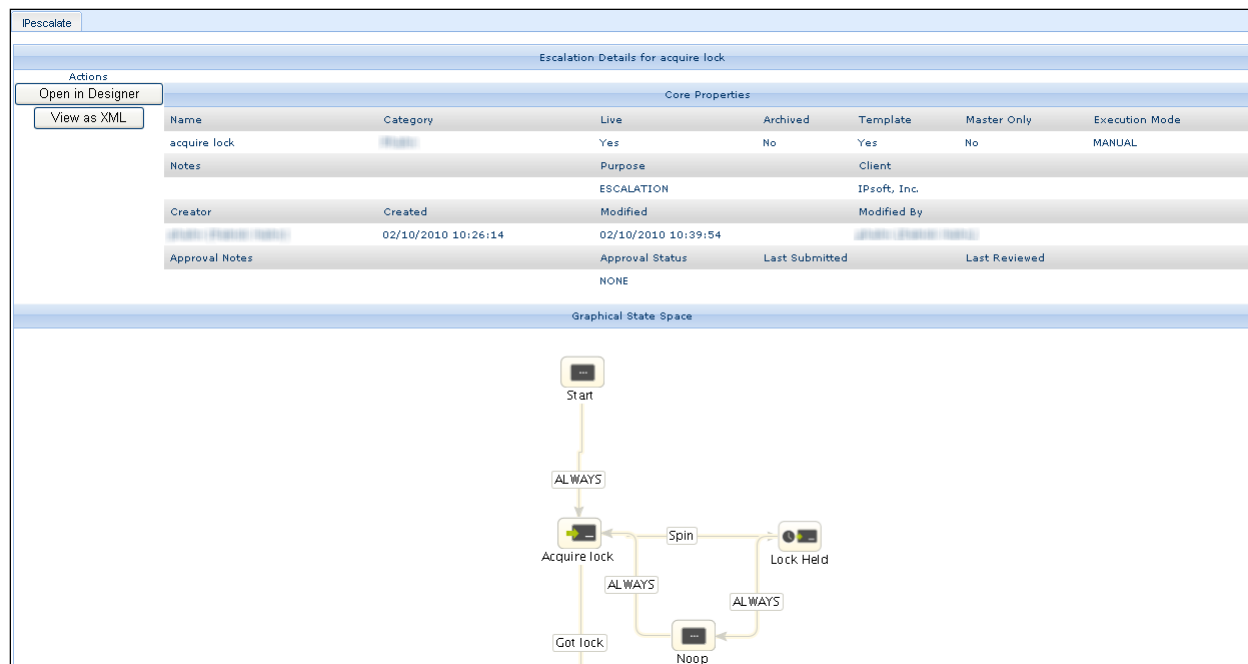 IPescalate
Escalation Details for acquire lock
Actions
Open in Designer
View as XML
Core Properties
Name Category Live Archived Template Master Only Execution Mode
acquire lock Yes No Yes No MANUAL
Notes Purpose Client
ESCALATION IPsoft, Inc.
Creator Created Modified Modified By
02/10/2010 10:26:14 02/10/2010 10:39:54
Approval Notes Approval Status Last Submitted Last Reviewed
NONE
Graphical State Space
Start
ALWAYS
Spin
Acquire lock
Lock Held
ALWAYS
ALWAYS
Got lock
Noop